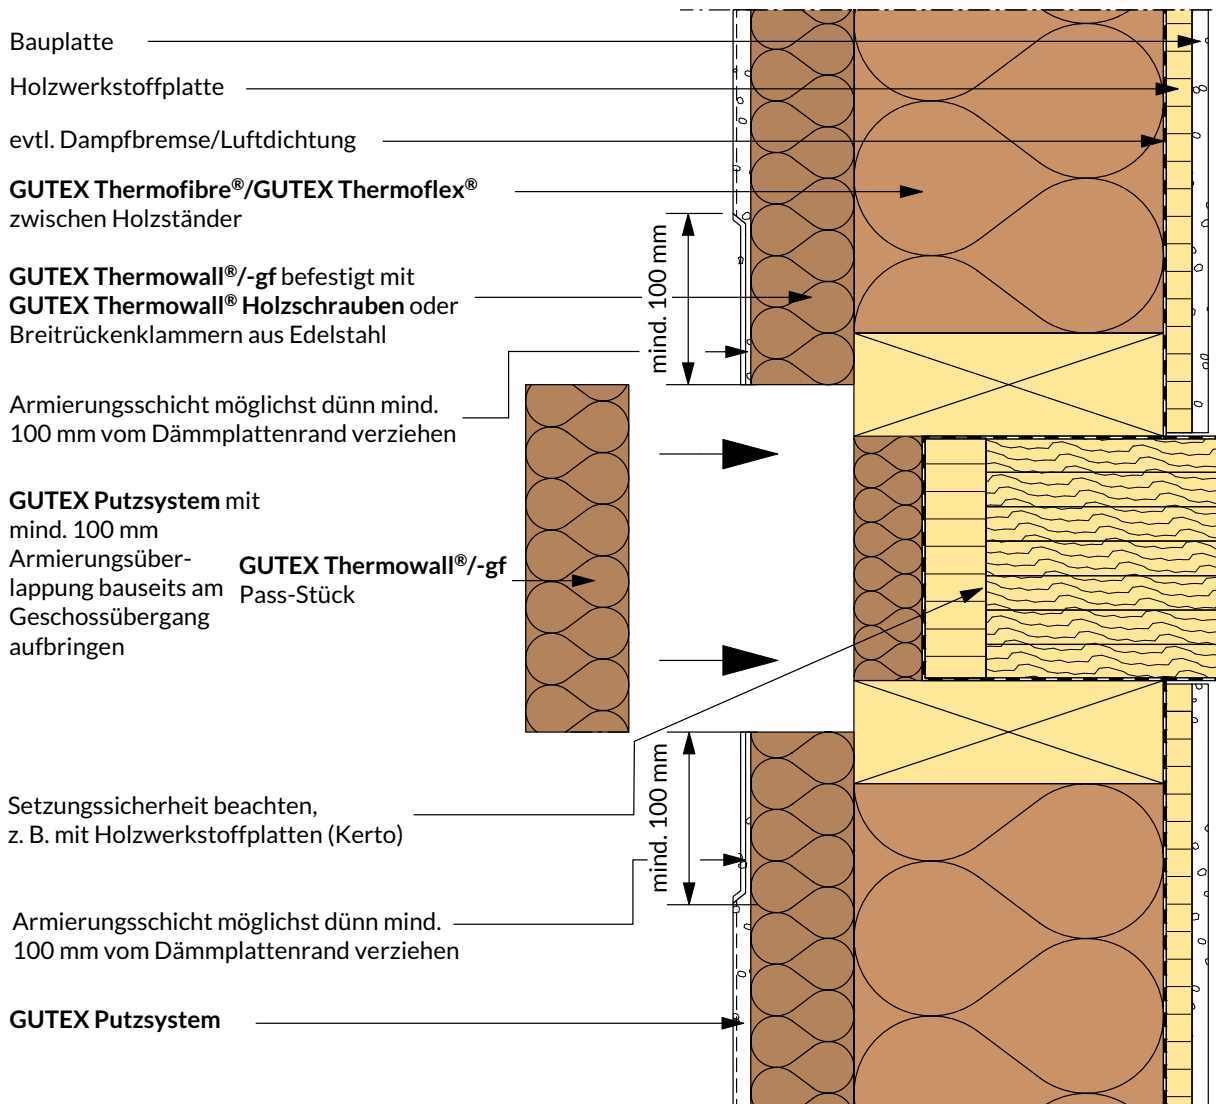 Bauplatte
Holzwerkstoffplatte
evtl. Dampfbremse/Luftdichtung
GUTEX Thermofibre®/GUTEX Thermoflex®
zwischen Holzständer
GUTEX Thermowall®/-gf befestigt mit
GUTEX Thermowall® Holzschrauben oder
Breitrückenklammern aus Edelstahl
mind. 100 mm
Armierungsschicht möglichst dünn mind.
100 mm vom Dämmplattenrand verziehen
GUTEX Putzsystem mit
mind. 100 mm
Armierungsüber-
lappung bauseits am
Geschossübergang
aufbringen
GUTEX Thermowall®/-gf
Pass-Stück
Setzungssicherheit beachten,
z. B. mit Holzwerkstoffplatten (Kerto)
mind. 100 mm
Armierungsschicht möglichst dünn mind.
100 mm vom Dämmplattenrand verziehen
GUTEX Putzsystem